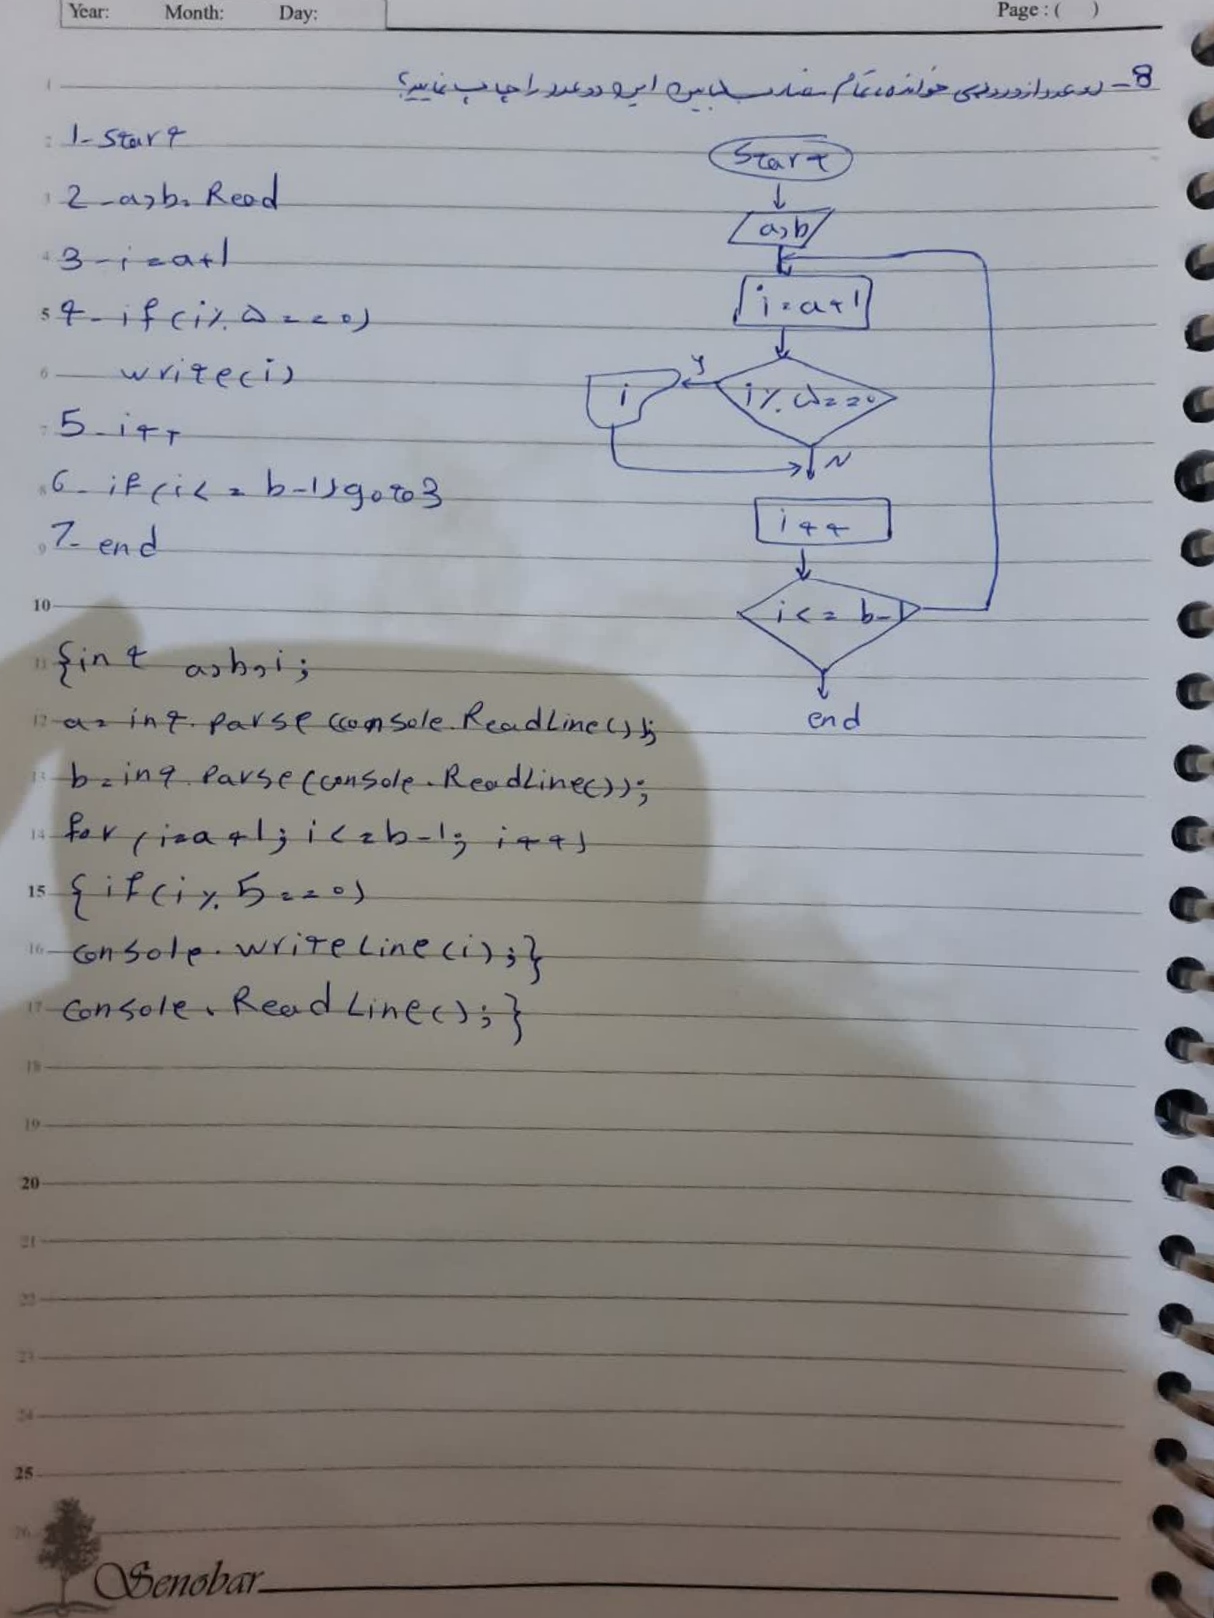 Year: Month: Day: Page : ( )
8- دو عدد از ورودی خوانده، تمام مضارب 5 مابین این دو عدد را چاپ نمایید؟
1- Start
2- a,b. Read
3- i=a+1
4- if(i%۵==0)
write(i)
5- i++
6- if(i<=b-1)goto3
7- end
{int a,b,i;
a=int.parse(console.ReadLine());
b=int.parse(console.ReadLine());
for(i=a+1; i<=b-1; i++)
{if(i%5==0)
console.writeLine(i);}
console.ReadLine();}
Start
a,b
i=a+1
i%۵==0
y
i
N
i++
i<=b-1
end
1
2
3
4
5
6
7
8
9
10
11
12
13
14
15
16
17
18
19
20
21
22
23
24
25
26
Senobar